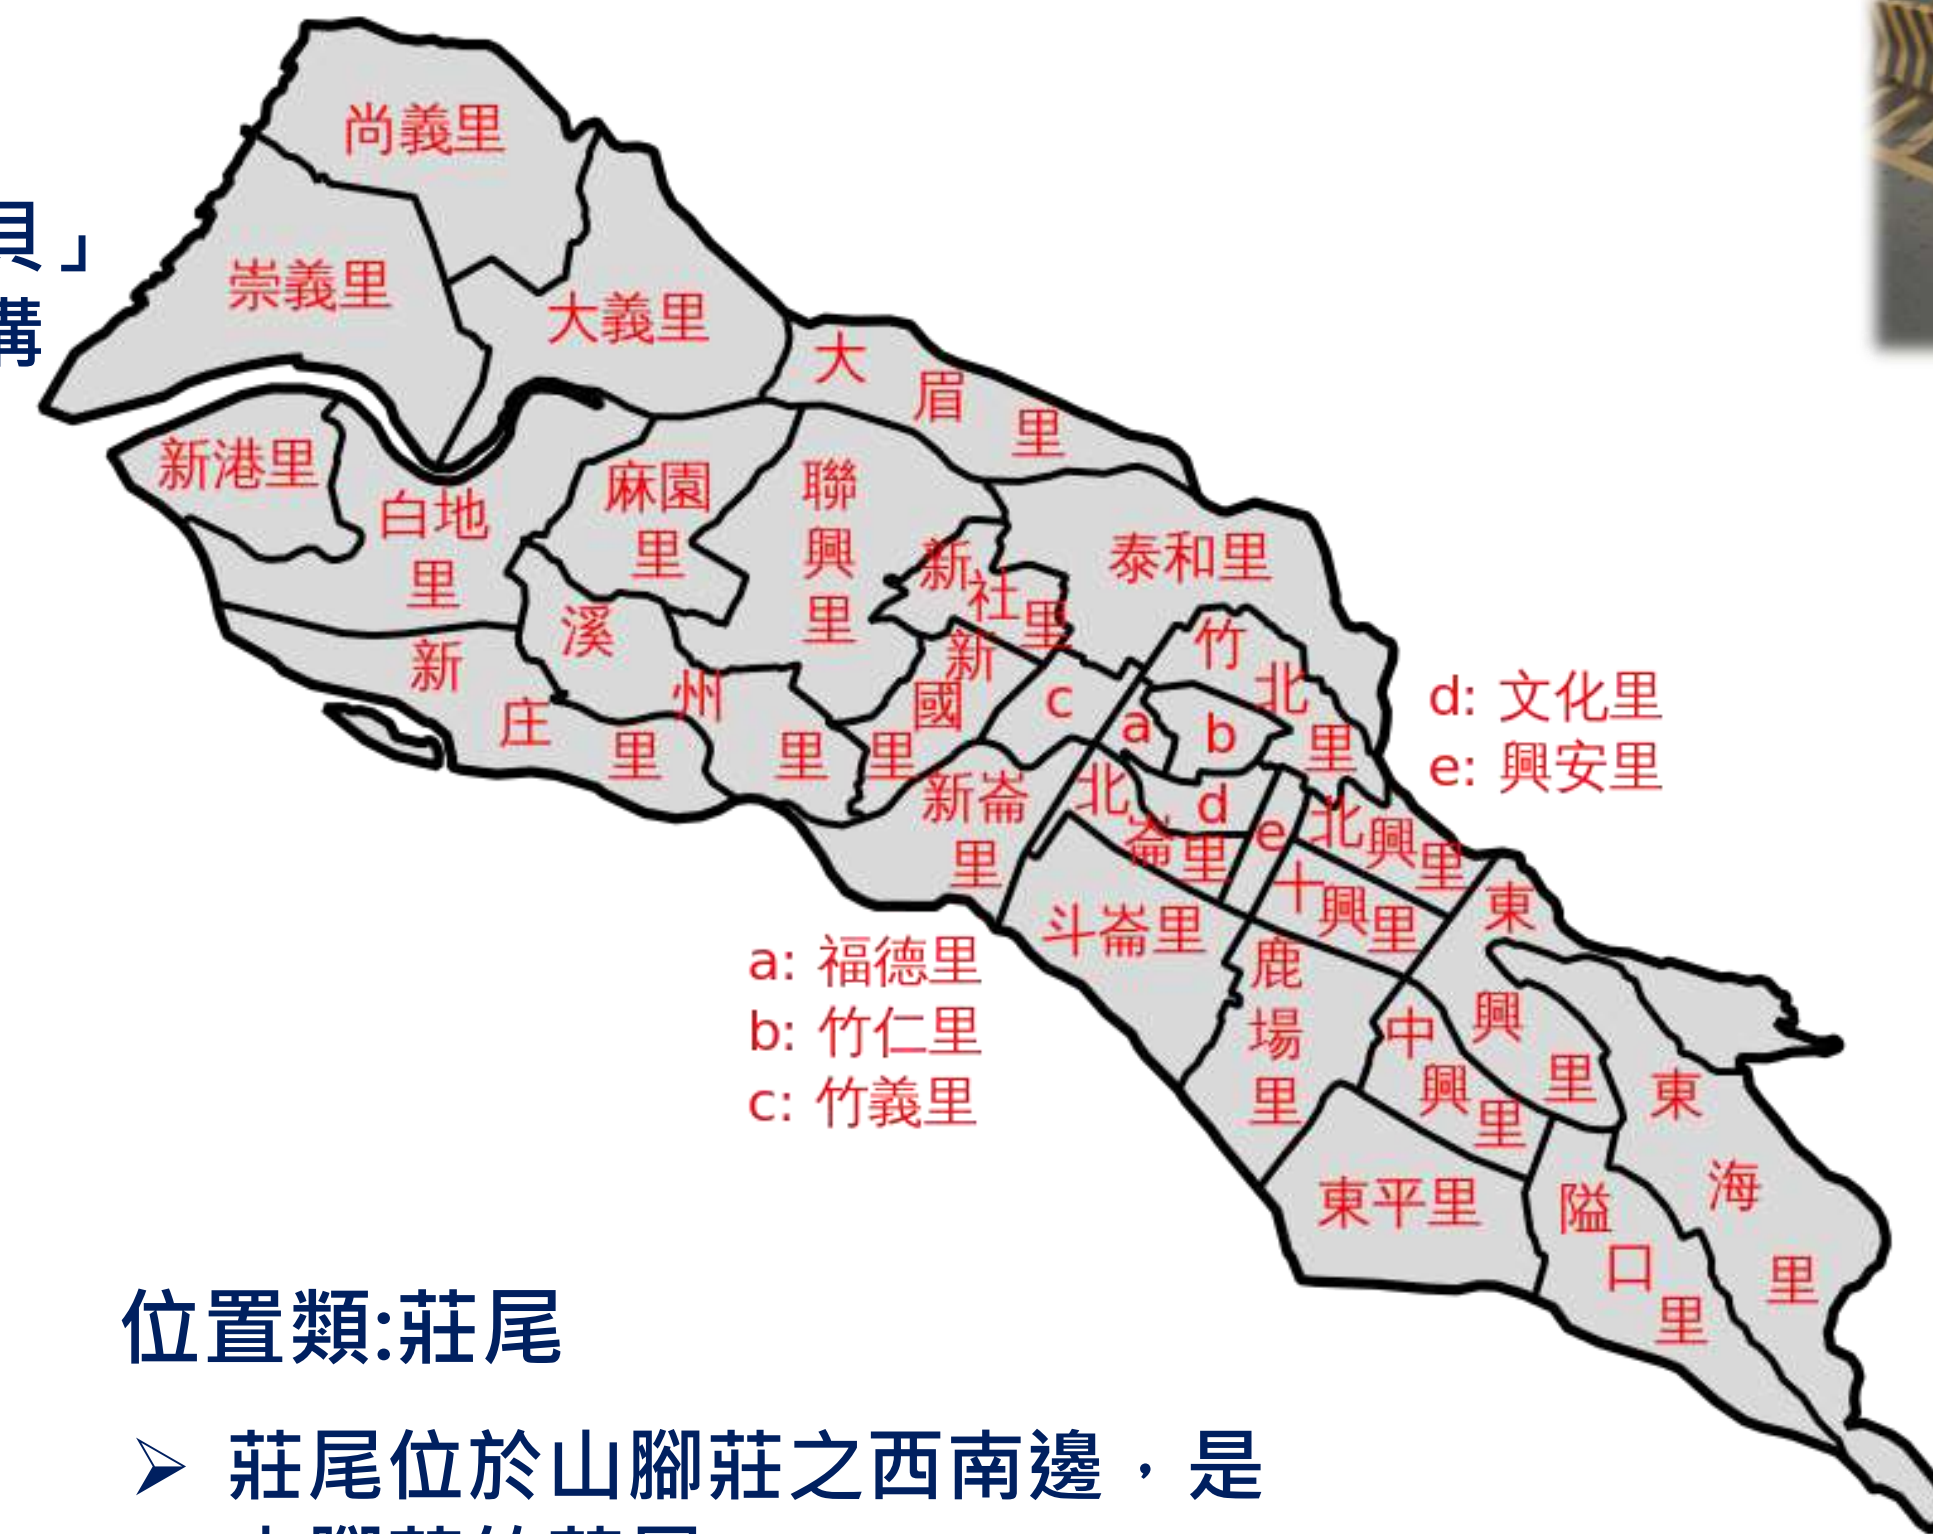 貝」
溝
尚義里
崇義里
大義里
大眉里
新港里
白地里
麻園里
聯興里
新社里
泰和里
溪州里
新庄里
新國里
竹北里
c
a
b
d
e
d: 文化里
e: 興安里
新崙里
北崙里
北興里
十興里
斗崙里
東興里
鹿場里
中興里
a: 福德里
b: 竹仁里
c: 竹義里
東海里
東平里
隘口里
位置類:莊尾
➢ 莊尾位於山腳莊之西南邊，是